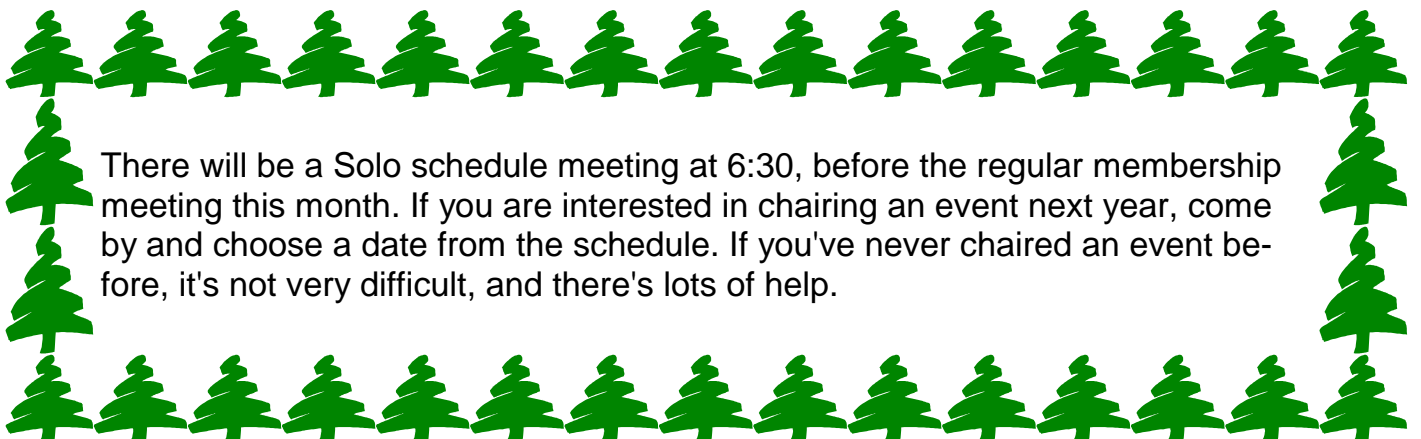 There will be a Solo schedule meeting at 6:30, before the regular membership
meeting this month. If you are interested in chairing an event next year, come
by and choose a date from the schedule. If you've never chaired an event be-
fore, it's not very difficult, and there's lots of help.